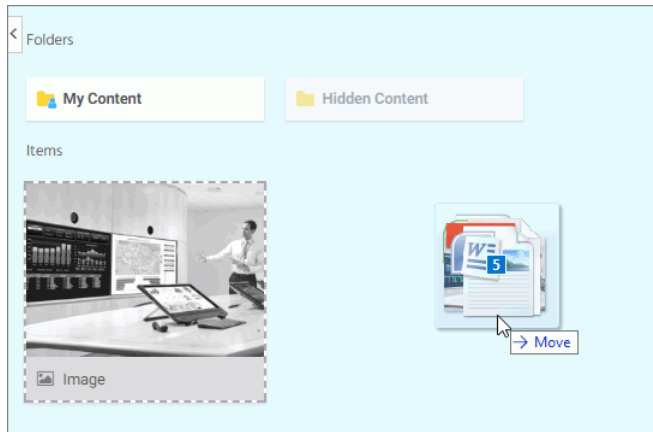 Folders
My Content
Hidden Content
Items
W
5
→ Move
Image